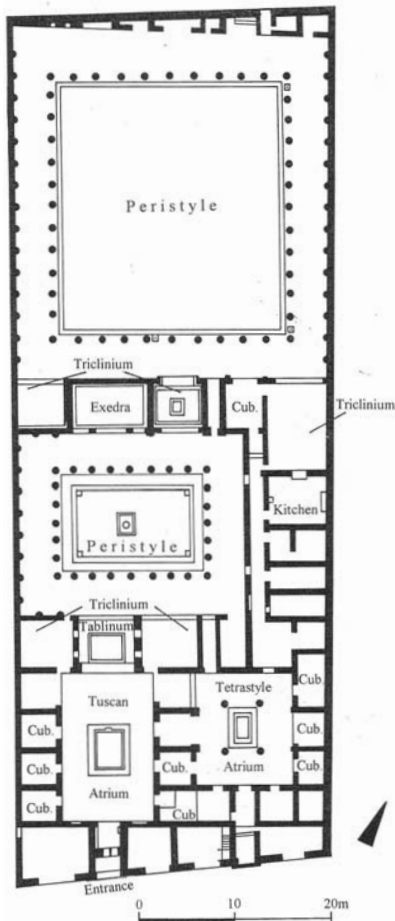 Peristyle
Triclinium
Exedra
Cub.
Triclinium
Kitchen
Peristyle
Triclinium
Tablinum
Cub.
Tuscan
Tetrastyle
Cub.
Cub.
Cub.
Cub.
Atrium
Atrium
Cub.
Cub.
Entrance
0 10 20m